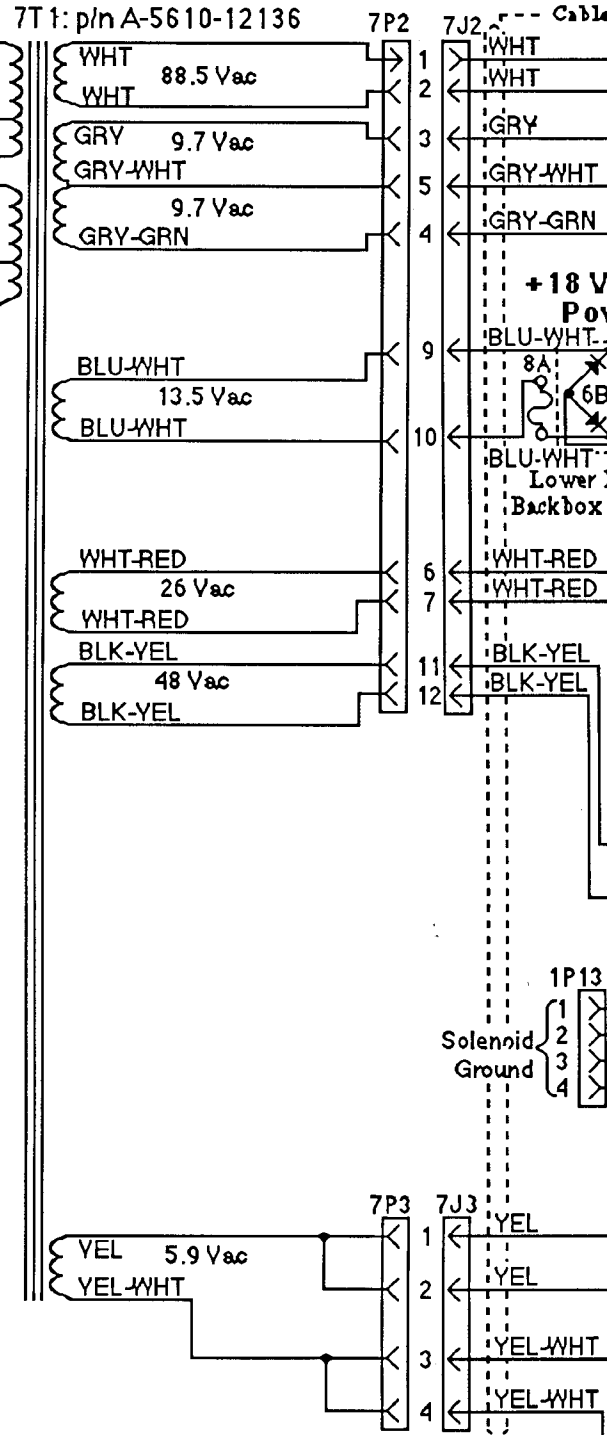 7T1: p/n A-5610-12136
7P2
7J2
Cable
WHT
88.5 Vac
WHT
1
2
WHT
WHT
GRY
9.7 Vac
GRY-WHT
9.7 Vac
GRY-GRN
3
5
4
GRY
GRY-WHT
GRY-GRN
+18 V
Pov
BLU-WHT
13.5 Vac
BLU-WHT
9
10
BLU-WHT
8A
6B
BLU-WHT
Lower
Backbox
WHT-RED
26 Vac
WHT-RED
6
7
WHT-RED
WHT-RED
BLK-YEL
48 Vac
BLK-YEL
11
12
BLK-YEL
BLK-YEL
1P13
Solenoid
Ground
1
2
3
4
7P3
7J3
YEL
5.9 Vac
YEL-WHT
1
2
3
4
YEL
YEL
YEL-WHT
YEL-WHT